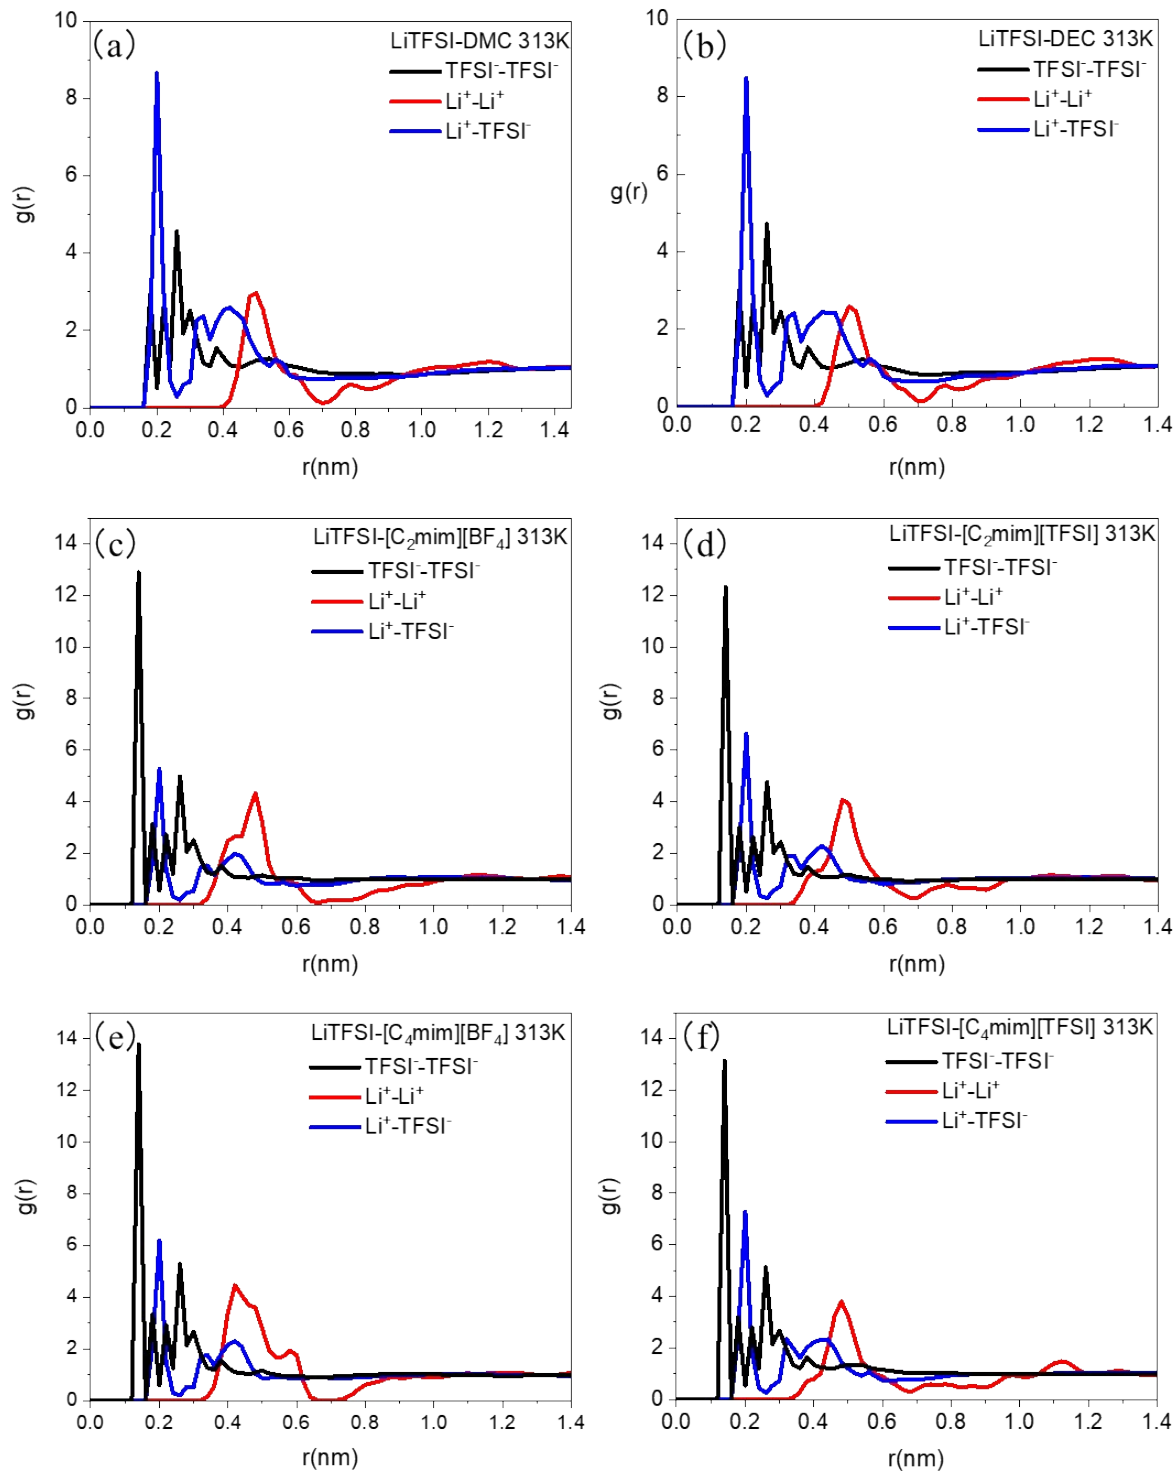 (a)
LiTFSI-DMC 313K
TFSI⁻-TFSI⁻
Li⁺-Li⁺
Li⁺-TFSI⁻
10
8
6
4
2
0
g(r)
0.0 0.2 0.4 0.6 0.8 1.0 1.2 1.4
r(nm)
(b)
LiTFSI-DEC 313K
TFSI⁻-TFSI⁻
Li⁺-Li⁺
Li⁺-TFSI⁻
10
8
6
4
2
0
g(r)
0.0 0.2 0.4 0.6 0.8 1.0 1.2 1.4
r(nm)
(c)
LiTFSI-[C₂mim][BF₄] 313K
TFSI⁻-TFSI⁻
Li⁺-Li⁺
Li⁺-TFSI⁻
14
12
10
8
6
4
2
0
g(r)
0.0 0.2 0.4 0.6 0.8 1.0 1.2 1.4
r(nm)
(d)
LiTFSI-[C₂mim][TFSI] 313K
TFSI⁻-TFSI⁻
Li⁺-Li⁺
Li⁺-TFSI⁻
14
12
10
8
6
4
2
0
g(r)
0.0 0.2 0.4 0.6 0.8 1.0 1.2 1.4
r(nm)
(e)
LiTFSI-[C₄mim][BF₄] 313K
TFSI⁻-TFSI⁻
Li⁺-Li⁺
Li⁺-TFSI⁻
14
12
10
8
6
4
2
0
g(r)
0.0 0.2 0.4 0.6 0.8 1.0 1.2 1.4
r(nm)
(f)
LiTFSI-[C₄mim][TFSI] 313K
TFSI⁻-TFSI⁻
Li⁺-Li⁺
Li⁺-TFSI⁻
14
12
10
8
6
4
2
0
g(r)
0.0 0.2 0.4 0.6 0.8 1.0 1.2 1.4
r(nm)